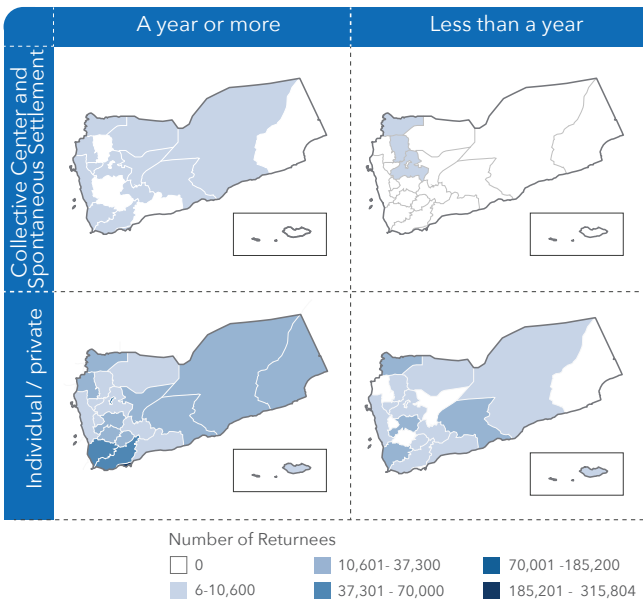 A year or more
Less than a year
Collective Center and
Spontaneous Settlement
Individual / private
Number of Returnees
0
10,601- 37,300
70,001 -185,200
6-10,600
37,301 - 70,000
185,201 - 315,804